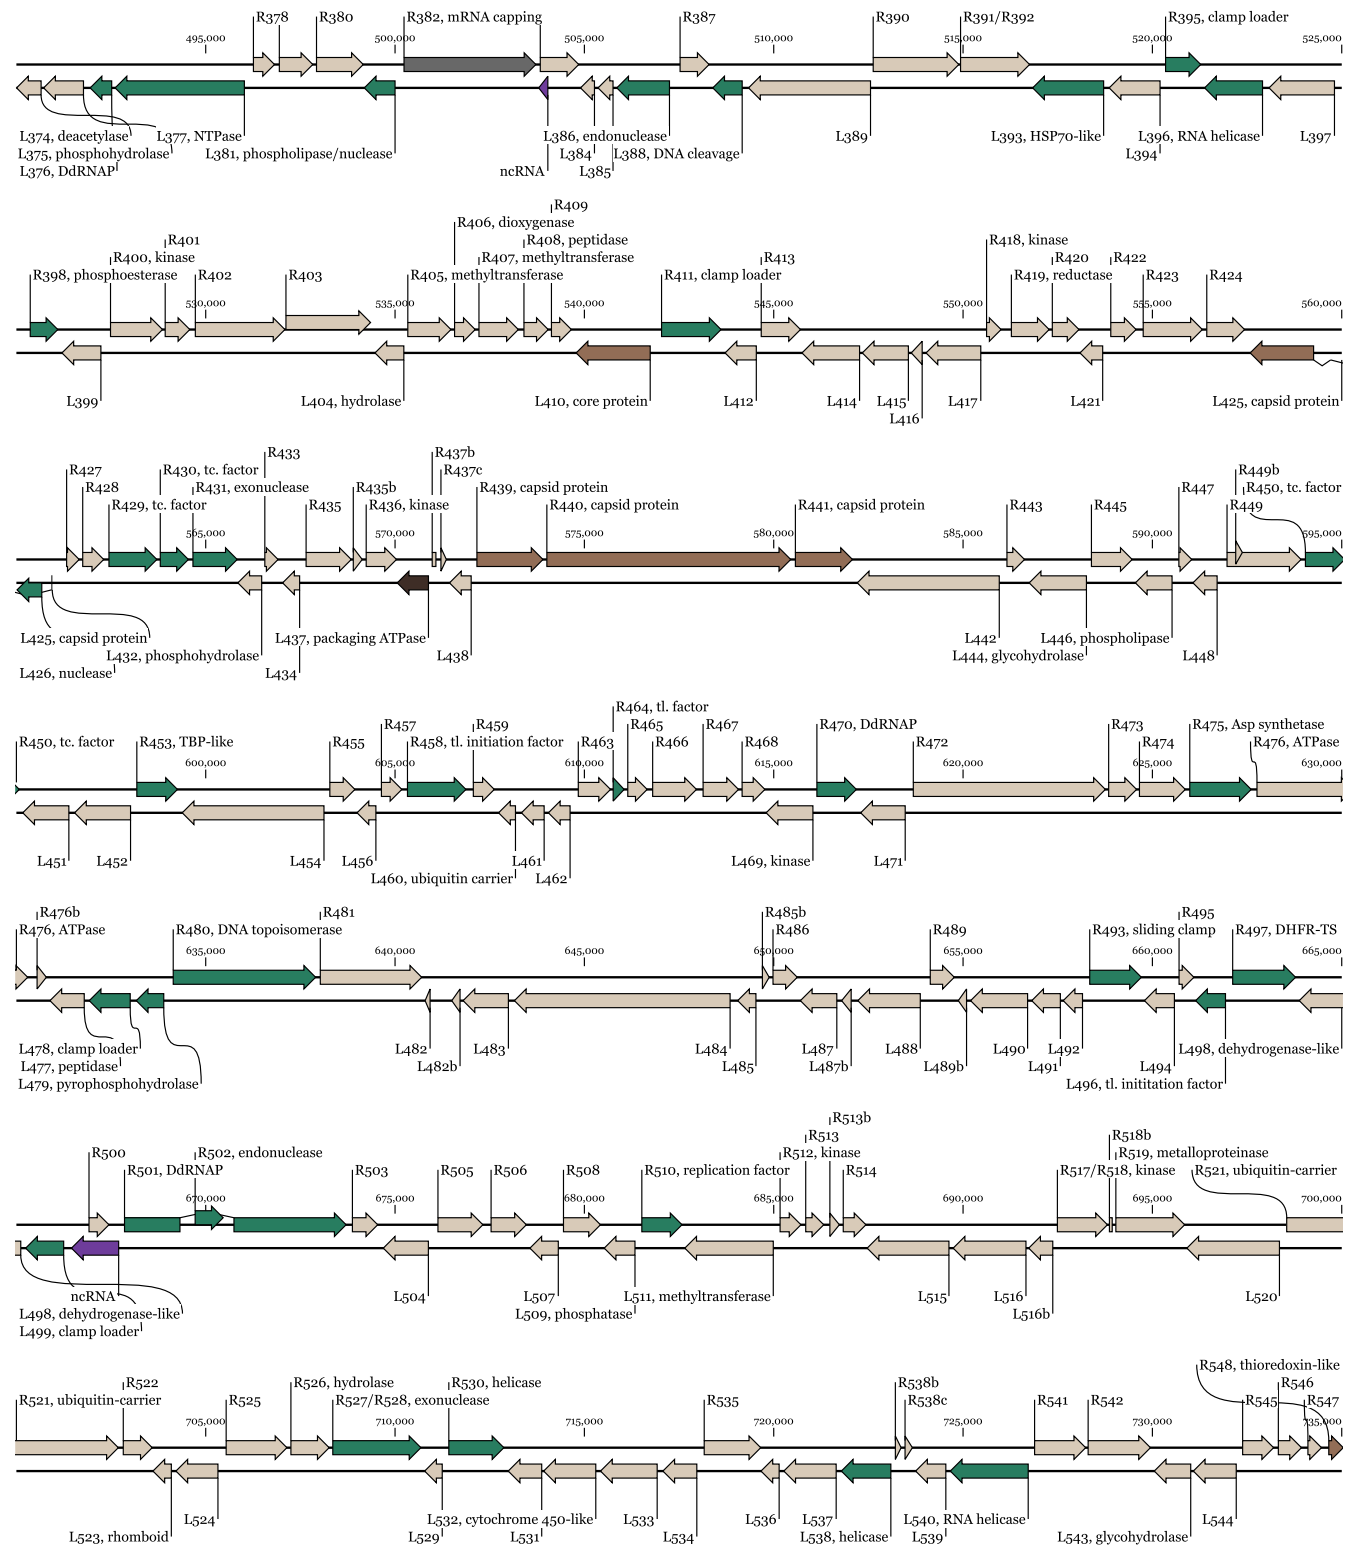 R378 R380 R382, mRNA capping R387 R390 R391/R392 R395, clamp loader
495,000 500,000 505,000 510,000 515,000 520,000 525,000
L374, deacetylase L377, NTPase L386, endonuclease L389 L393, HSP70-like L396, RNA helicase L397
L375, phosphohydrolase L381, phospholipase/nuclease L384 L388, DNA cleavage L394
L376, DdRNAP ncRNA L385
R409
R406, dioxygenase
R401 R408, peptidase R418, kinase
R400, kinase R407, methyltransferase R413 R420 R422
R398, phosphoesterase R402 R403 R405, methyltransferase R411, clamp loader R419, reductase R423 R424
530,000 535,000 540,000 545,000 550,000 555,000 560,000
L399 L404, hydrolase L410, core protein L412 L414 L415 L417 L421 L425, capsid protein
L416
R433 R437b
R427 R430, tc. factor R437c R449b
R428 R431, exonuclease R435b R439, capsid protein R447 R450, tc. factor
R429, tc. factor R435 R436, kinase R440, capsid protein R441, capsid protein R443 R445 R449
565,000 570,000 575,000 580,000 585,000 590,000 595,000
L425, capsid protein L437, packaging ATPase L442 L446, phospholipase
L432, phosphohydrolase L438 L444, glycohydrolase L448
L426, nuclease L434
R464, tl. factor
R457 R459 R465 R467 R470, DdRNAP R473 R475, Asp synthetase
R450, tc. factor R453, TBP-like R455 R458, tl. initiation factor R463 R466 R468 R472 R474 R476, ATPase
600,000 605,000 610,000 615,000 620,000 625,000 630,000
L451 L452 L454 L456 L461 L469, kinase L471
L460, ubiquitin carrier L462
R476b R481 R485b R495
R476, ATPase R480, DNA topoisomerase R486 R489 R493, sliding clamp R497, DHFR-TS
635,000 640,000 645,000 650,000 655,000 660,000 665,000
L478, clamp loader L482 L483 L484 L487 L488 L490 L492 L498, dehydrogenase-like
L477, peptidase L482b L485 L487b L489b L491 L494
L479, pyrophosphohydrolase L496, tl. inititation factor
R513b
R513 R518b
R500 R502, endonuclease R512, kinase R519, metalloproteinase
R501, DdRNAP R503 R505 R506 R508 R510, replication factor R514 R517/R518, kinase R521, ubiquitin-carrier
670,000 675,000 680,000 685,000 690,000 695,000 700,000
ncRNA L504 L507 L511, methyltransferase L515 L516 L520
L498, dehydrogenase-like L509, phosphatase L516b
L499, clamp loader
R548, thioredoxin-like
R522 R526, hydrolase R530, helicase R538b R546
R521, ubiquitin-carrier R525 R527/R528, exonuclease R535 R538c R541 R542 R545 R547
705,000 710,000 715,000 720,000 725,000 730,000 735,000
L524 L532, cytochrome 450-like L533 L536 L537 L540, RNA helicase L544
L523, rhomboid L529 L531 L534 L538, helicase L539 L543, glycohydrolase